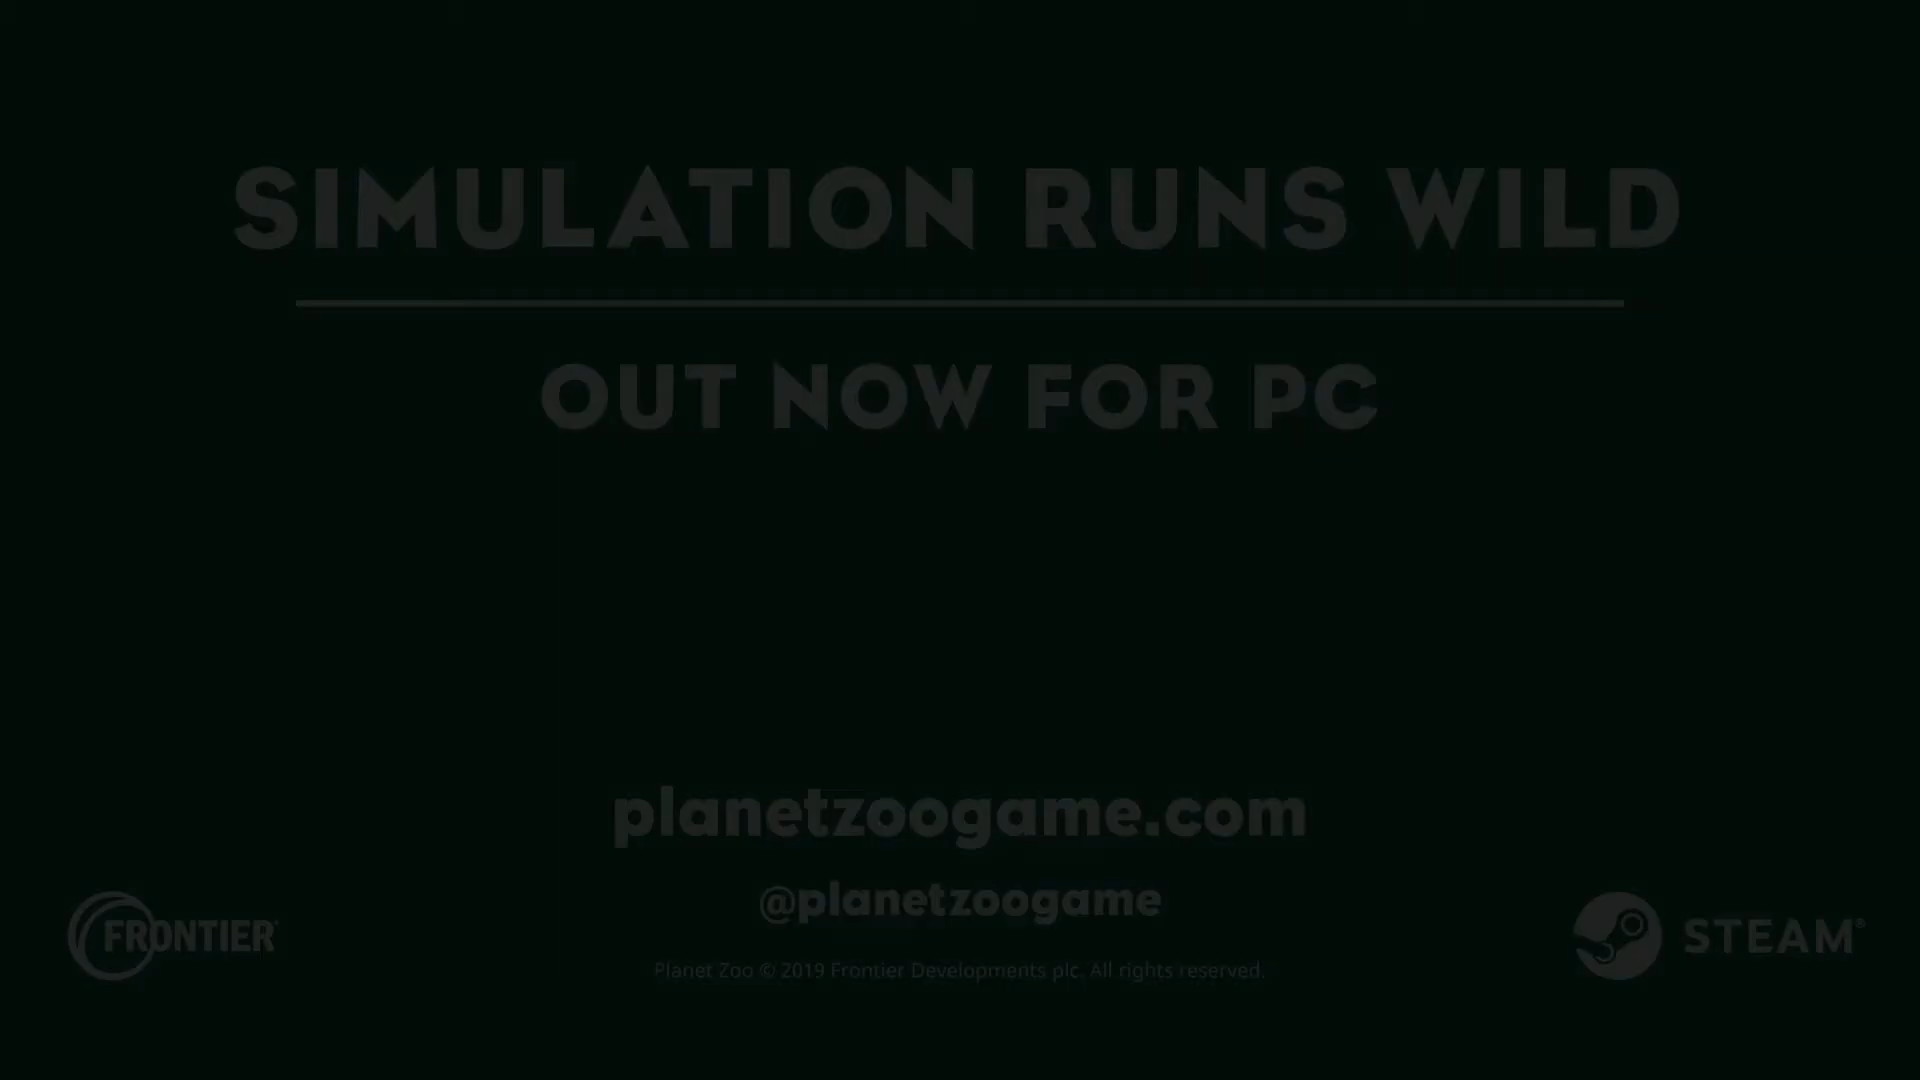 SIMULATION RUNS WILD
OUT NOW FOR PC
planetzoogame.com
@planetzoogame
FRONTIER
STEAM®
Planet Zoo © 2019 Frontier Developments plc. All rights reserved.